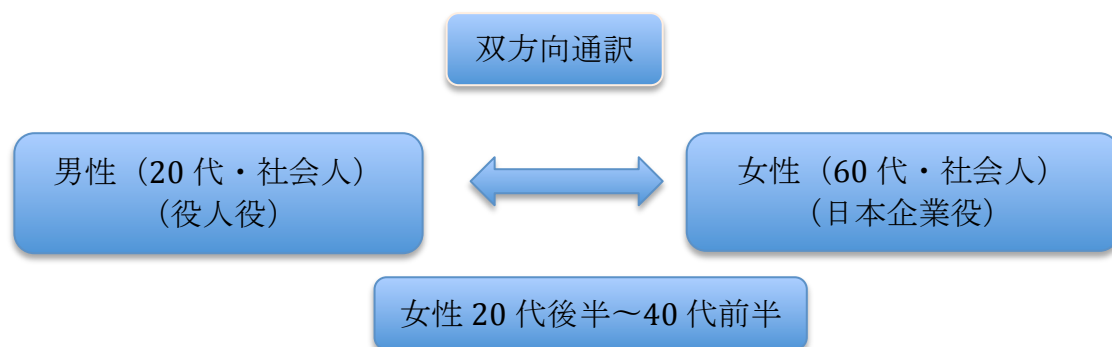 双方向通訳
男性（20代・社会人）
（役人役）
女性（60代・社会人）
（日本企業役）
女性20代後半～40代前半